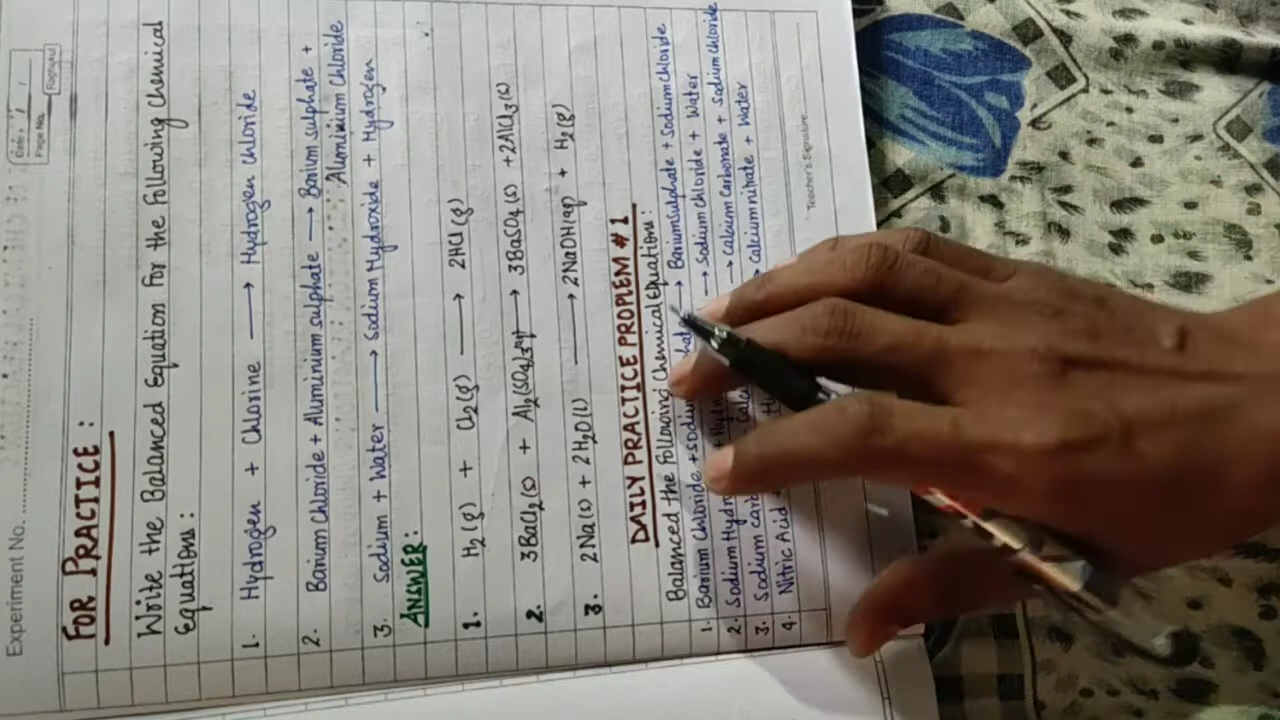 Experiment No.
Date
Page No.
FOR PRACTICE :
Write the Balanced Equation For the Following Chemical
Equations :
1. Hydrogen + Chlorine → Hydrogen chloride
2. Barium Chloride + Aluminium sulphate → Barium sulphate +
Aluminium Chloride
3. Sodium + Water → Sodium Hydroxide + Hydrogen
ANSWER :
1. H₂(g) + Cl₂(g) → 2HCl(g)
2. 3BaCl₂(s) + Al₂(SO₄)₃(aq) → 3BaSO₄(s) + 2AlCl₃(s)
3. 2Na(s) + 2H₂O(l) → 2NaOH(aq) + H₂(g)
DAILY PRACTICE PROPLEM # 1
Balanced the Following Chemical Equations :
1. Barium Chloride + → Barium sulphate + Sodium chloride
2. Sodium → Sodium chloride + Water
3. Sodium → calcium carbonate + Sodium chloride
4. Nitric Acid → calcium nitrate + Water
Teacher's Signature